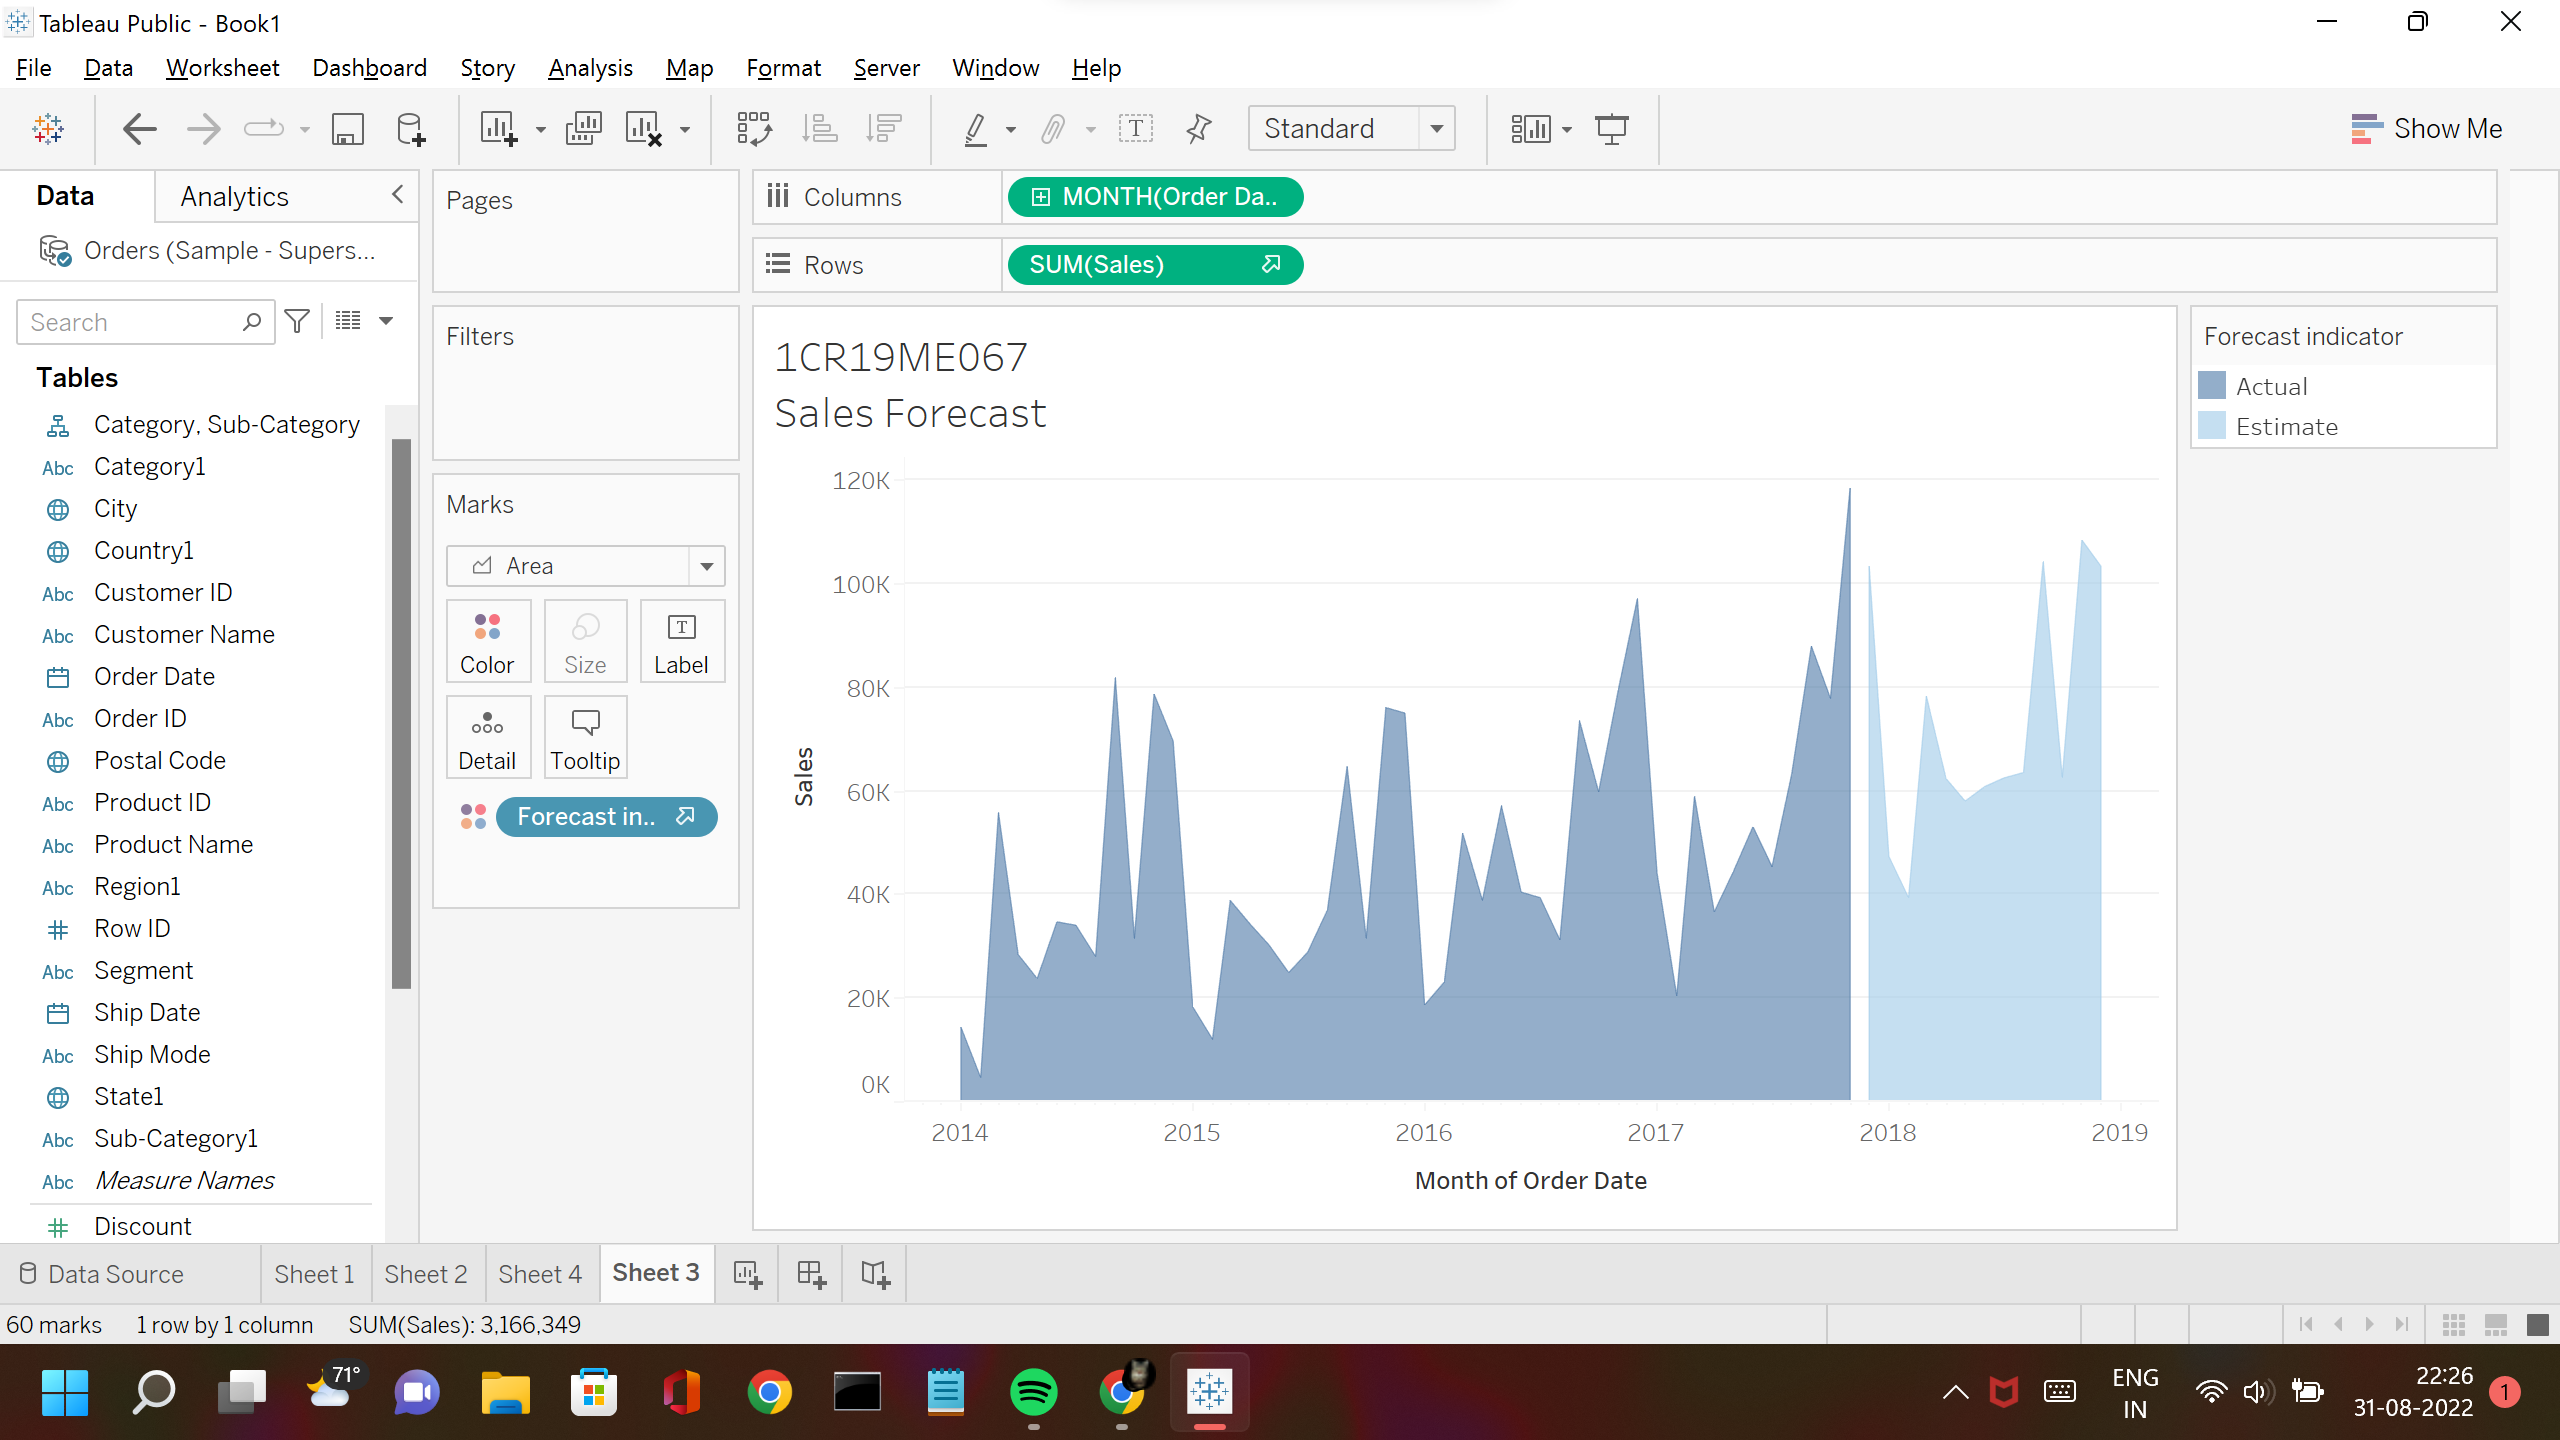 Tableau Public - Book1
File Data Worksheet Dashboard Story Analysis Map Format Server Window Help
Standard
Show Me
Data
Analytics
Orders (Sample - Supers...
Search
Tables
Category, Sub-Category
Abc Category1
City
Country1
Abc Customer ID
Abc Customer Name
Order Date
Abc Order ID
Postal Code
Abc Product ID
Abc Product Name
Abc Region1
Row ID
Abc Segment
Ship Date
Abc Ship Mode
State1
Abc Sub-Category1
Abc Measure Names
Discount
Pages
Filters
Marks
Area
Color
Size
Label
Detail
Tooltip
Forecast in..
Columns
MONTH(Order Da..
Rows
SUM(Sales)
1CR19ME067
Sales Forecast
120K
100K
80K
60K
40K
20K
0K
Sales
2014 2015 2016 2017 2018 2019
Month of Order Date
Forecast indicator
Actual
Estimate
Data Source
Sheet 1
Sheet 2
Sheet 4
Sheet 3
60 marks
1 row by 1 column
SUM(Sales): 3,166,349
71°
ENG
IN
22:26
31-08-2022
1